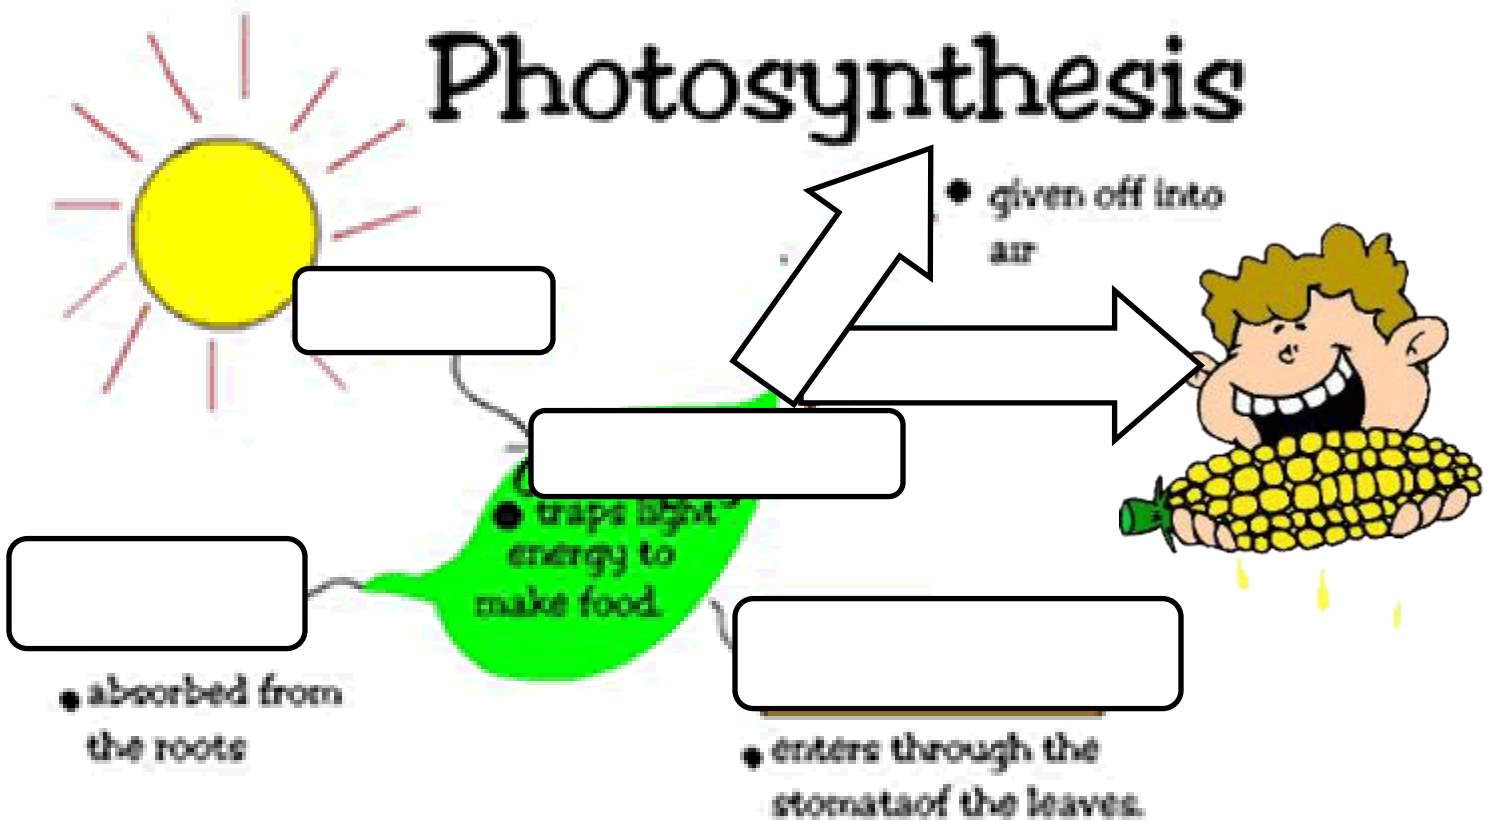 Photosynthesis
● given off into
air
● traps light
energy to
make food.
● absorbed from
the roots
● enters through the
stomataof the leaves.